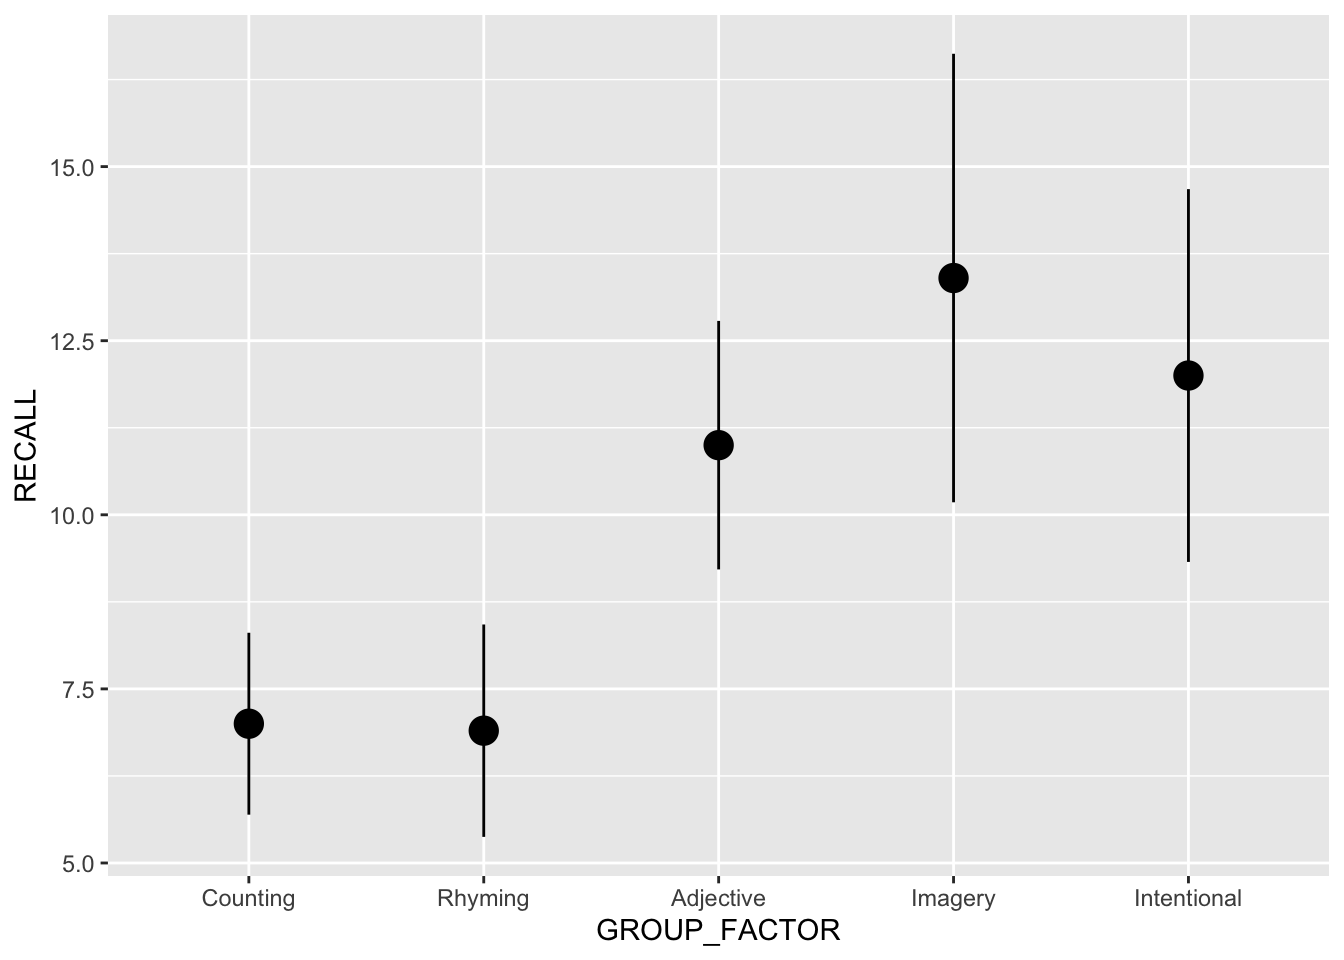 RECALL
15.0
12.5
10.0
7.5
5.0
Counting Rhyming Adjective Imagery Intentional
GROUP_FACTOR